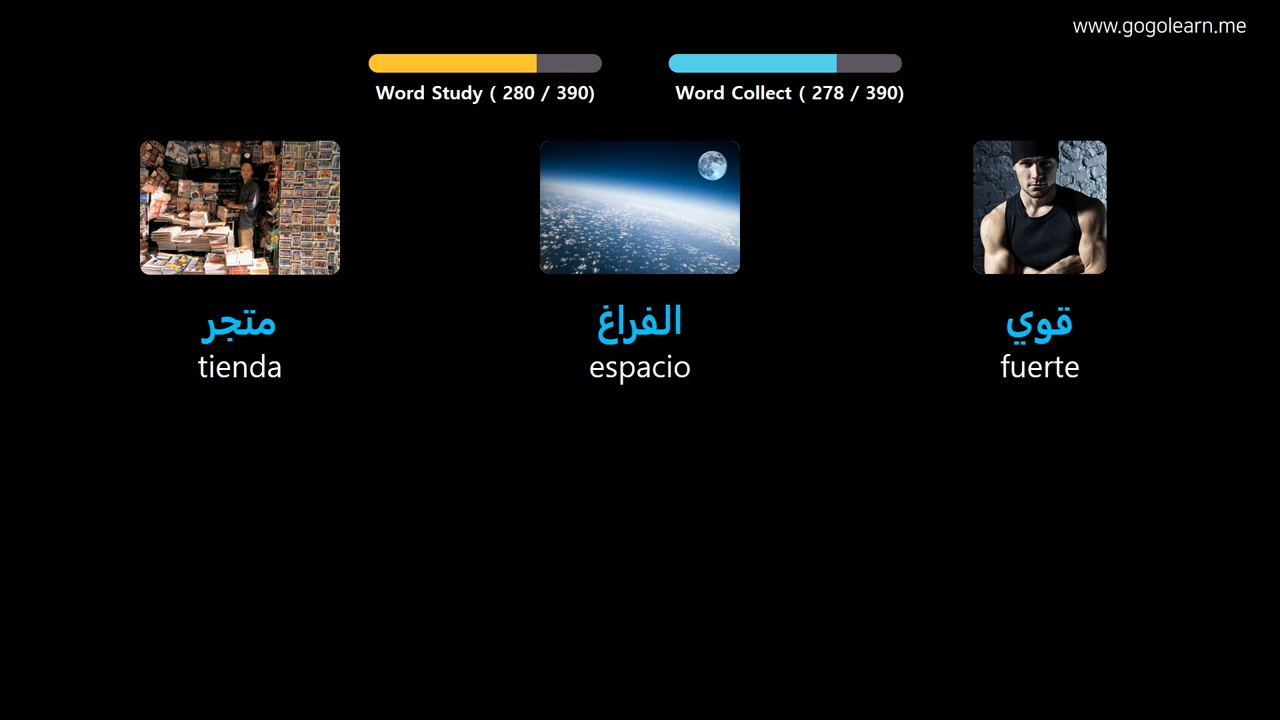 www.gogolearn.me
Word Study ( 280 / 390)
Word Collect ( 278 / 390)
متجر
tienda
الفراغ
espacio
قوي
fuerte